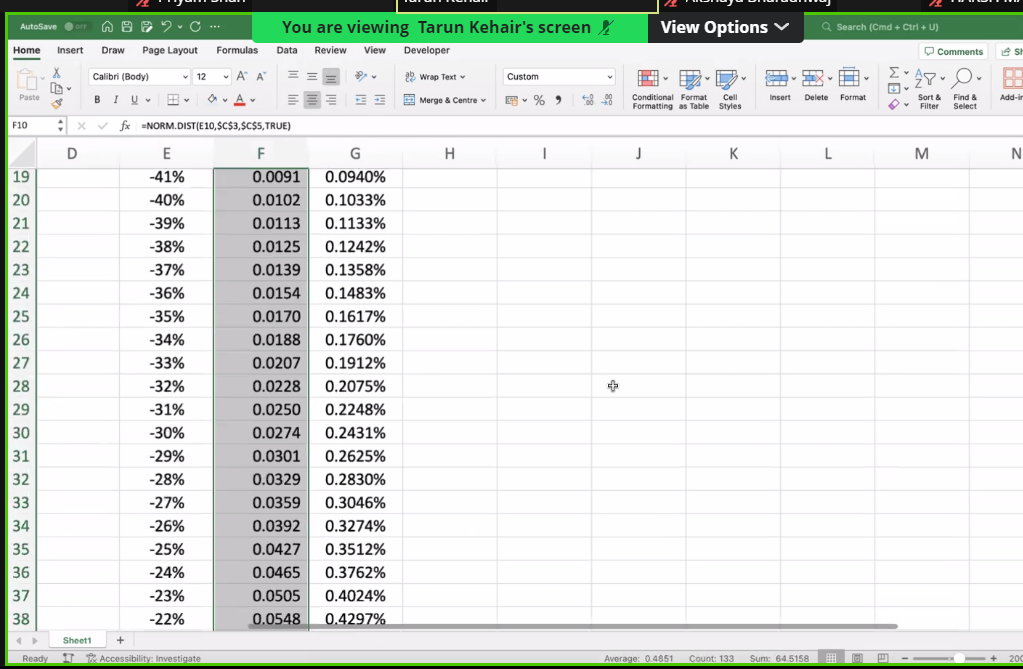 You are viewing Tarun Kehair's screen View Options
AutoSave OFF ... Search (Cmd + Ctrl + U)
Home Insert Draw Page Layout Formulas Data Review View Developer Comments
Calibri (Body) 12 Wrap Text Custom
Paste B I U A Merge & Centre % Conditional Formatting Format as Table Cell Styles Insert Delete Format Sort & Filter Find & Select
F10 fx =NORM.DIST(E10,$C$3,$C$5,TRUE)
D E F G H I J K L M N
19 -41% 0.0091 0.0940%
20 -40% 0.0102 0.1033%
21 -39% 0.0113 0.1133%
22 -38% 0.0125 0.1242%
23 -37% 0.0139 0.1358%
24 -36% 0.0154 0.1483%
25 -35% 0.0170 0.1617%
26 -34% 0.0188 0.1760%
27 -33% 0.0207 0.1912%
28 -32% 0.0228 0.2075%
29 -31% 0.0250 0.2248%
30 -30% 0.0274 0.2431%
31 -29% 0.0301 0.2625%
32 -28% 0.0329 0.2830%
33 -27% 0.0359 0.3046%
34 -26% 0.0392 0.3274%
35 -25% 0.0427 0.3512%
36 -24% 0.0465 0.3762%
37 -23% 0.0505 0.4024%
38 -22% 0.0548 0.4297%
Sheet1 +
Ready Accessibility: Investigate Average: 0.4851 Count: 133 Sum: 64.5158